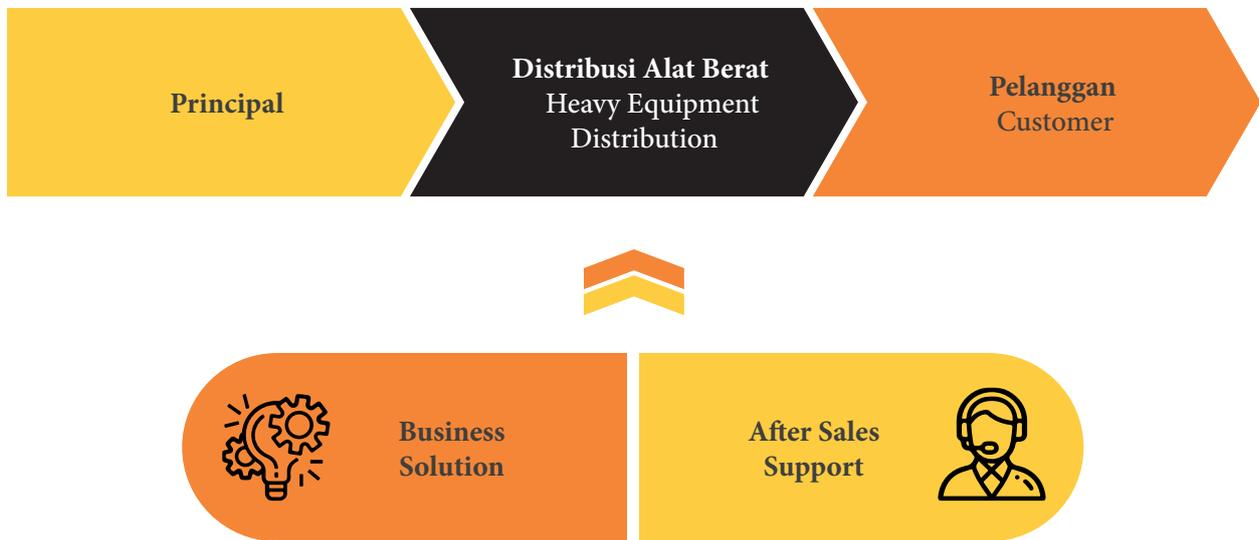 Principal
Distribusi Alat Berat
Heavy Equipment
Distribution
Pelanggan
Customer
Business
Solution
After Sales
Support